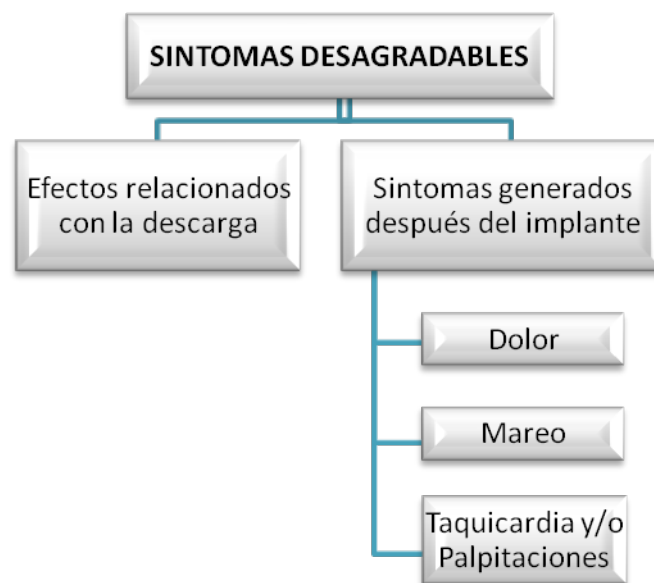 SINTOMAS DESAGRADABLES
Efectos relacionados
con la descarga
Sintomas generados
después del implante
Dolor
Mareo
Taquicardia y/o
Palpitaciones